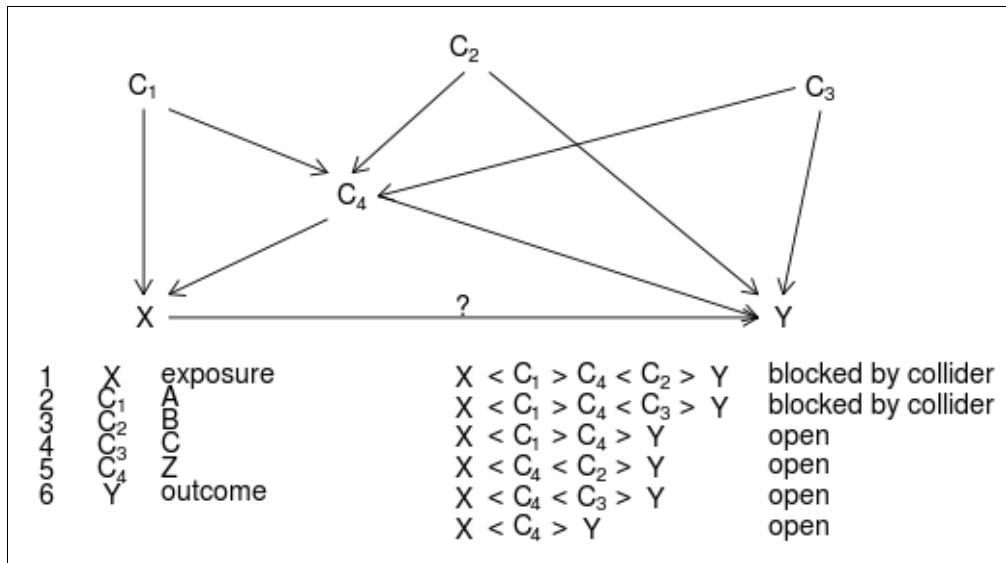 C₂
C₁
C₃
C₄
?
X
Y
1 X exposure
2 C₁ A
3 C₂ B
4 C₃ C
5 C₄ Z
6 Y outcome
X < C₁ > C₄ < C₂ > Y blocked by collider
X < C₁ > C₄ < C₃ > Y blocked by collider
X < C₁ > C₄ > Y open
X < C₄ < C₂ > Y open
X < C₄ < C₃ > Y open
X < C₄ > Y open